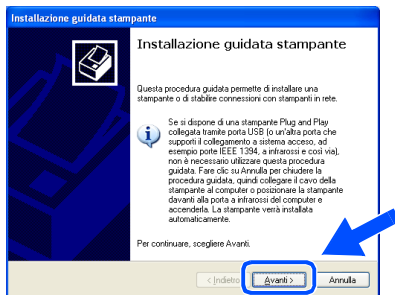 Installazione guidata stampante
Installazione guidata stampante
Questa procedura guidata permette di installare una
stampante o di stabilire connessioni con stampanti in rete.
Se si dispone di una stampante Plug and Play
collegata tramite porta USB (o un'altra porta che
supporti il collegamento a sistema acceso, ad
esempio porte IEEE 1394, a infrarossi e così via),
non è necessario utilizzare questa procedura
guidata. Fare clic su Annulla per chiudere la
procedura guidata, quindi collegare il cavo della
stampante al computer o posizionare la stampante
davanti alla porta a infrarossi del computer e
accenderla. La stampante verrà installata
automaticamente.
Per continuare, scegliere Avanti.
< Indietro Avanti > Annulla